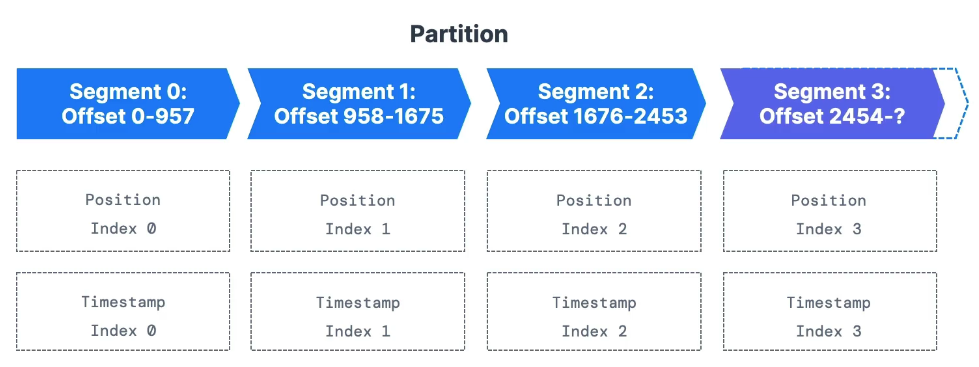 Partition
Segment 0:
Offset 0-957
Segment 1:
Offset 958-1675
Segment 2:
Offset 1676-2453
Segment 3:
Offset 2454-?
Position
Index 0
Position
Index 1
Position
Index 2
Position
Index 3
Timestamp
Index 0
Timestamp
Index 1
Timestamp
Index 2
Timestamp
Index 3